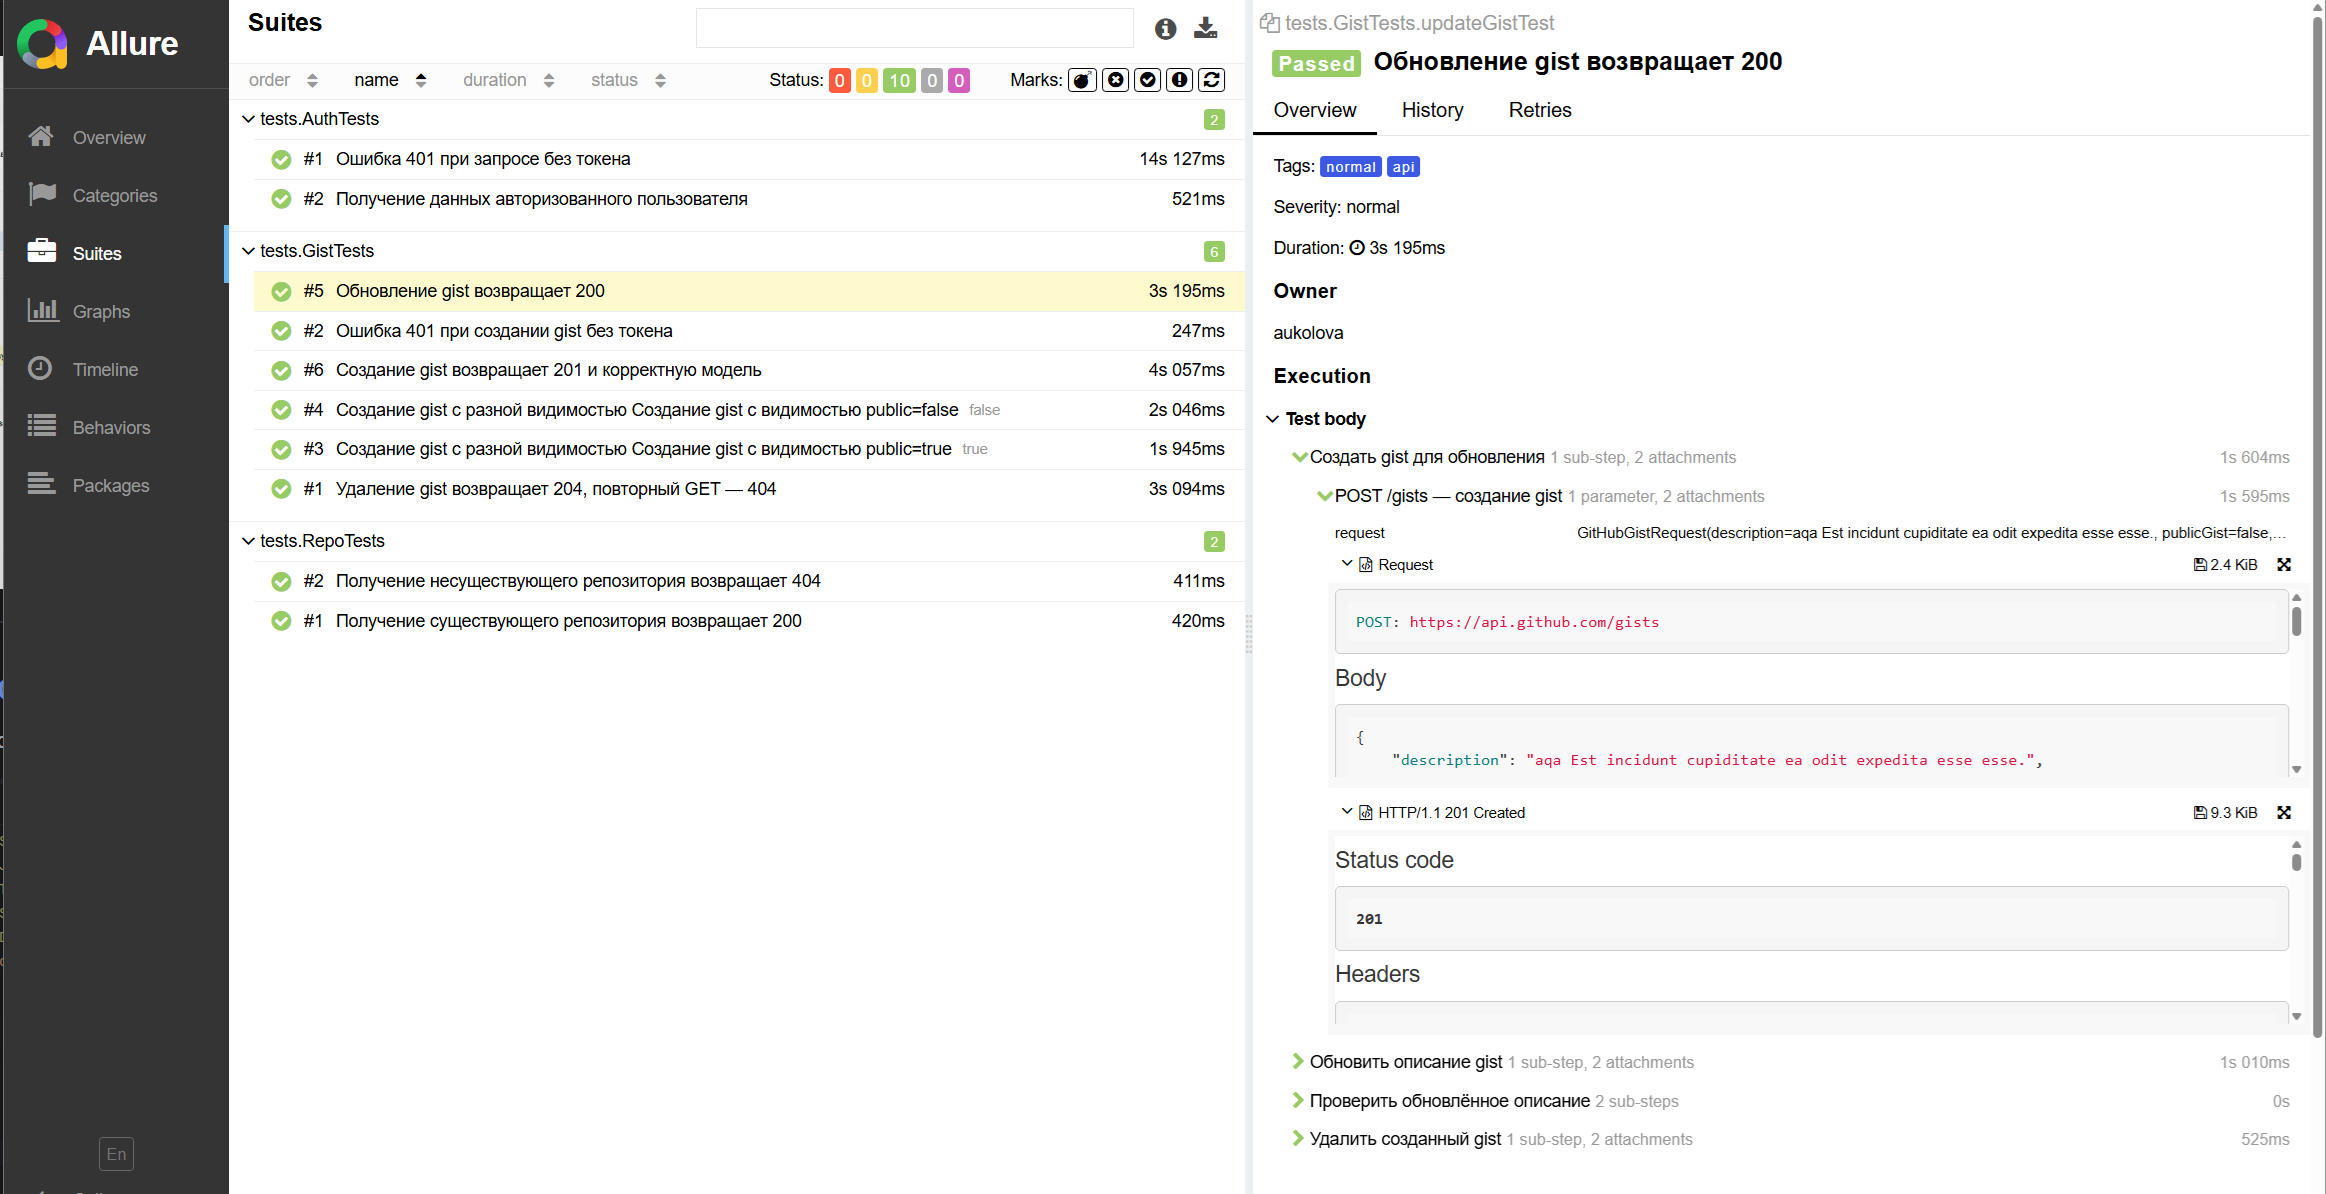 Allure
Overview
Categories
Suites
Graphs
Timeline
Behaviors
Packages
En
Suites
order name duration status Status: 0 0 10 0 0 Marks:
tests.AuthTests 2
#1 Ошибка 401 при запросе без токена 14s 127ms
#2 Получение данных авторизованного пользователя 521ms
tests.GistTests 6
#5 Обновление gist возвращает 200 3s 195ms
#2 Ошибка 401 при создании gist без токена 247ms
#6 Создание gist возвращает 201 и корректную модель 4s 057ms
#4 Создание gist с разной видимостью Создание gist с видимостью public=false false 2s 046ms
#3 Создание gist с разной видимостью Создание gist с видимостью public=true true 1s 945ms
#1 Удаление gist возвращает 204, повторный GET — 404 3s 094ms
tests.RepoTests 2
#2 Получение несуществующего репозитория возвращает 404 411ms
#1 Получение существующего репозитория возвращает 200 420ms
tests.GistTests.updateGistTest
Passed Обновление gist возвращает 200
Overview History Retries
Tags: normal api
Severity: normal
Duration: 3s 195ms
Owner
aukolova
Execution
Test body
Создать gist для обновления 1 sub-step, 2 attachments 1s 604ms
POST /gists — создание gist 1 parameter, 2 attachments 1s 595ms
request GitHubGistRequest(description=aqa Est incidunt cupiditate ea odit expedita esse esse., publicGist=false,...
Request 2.4 KiB
POST: https://api.github.com/gists
Body
{
"description": "aqa Est incidunt cupiditate ea odit expedita esse esse.",
HTTP/1.1 201 Created 9.3 KiB
Status code
201
Headers
Обновить описание gist 1 sub-step, 2 attachments 1s 010ms
Проверить обновлённое описание 2 sub-steps 0s
Удалить созданный gist 1 sub-step, 2 attachments 525ms